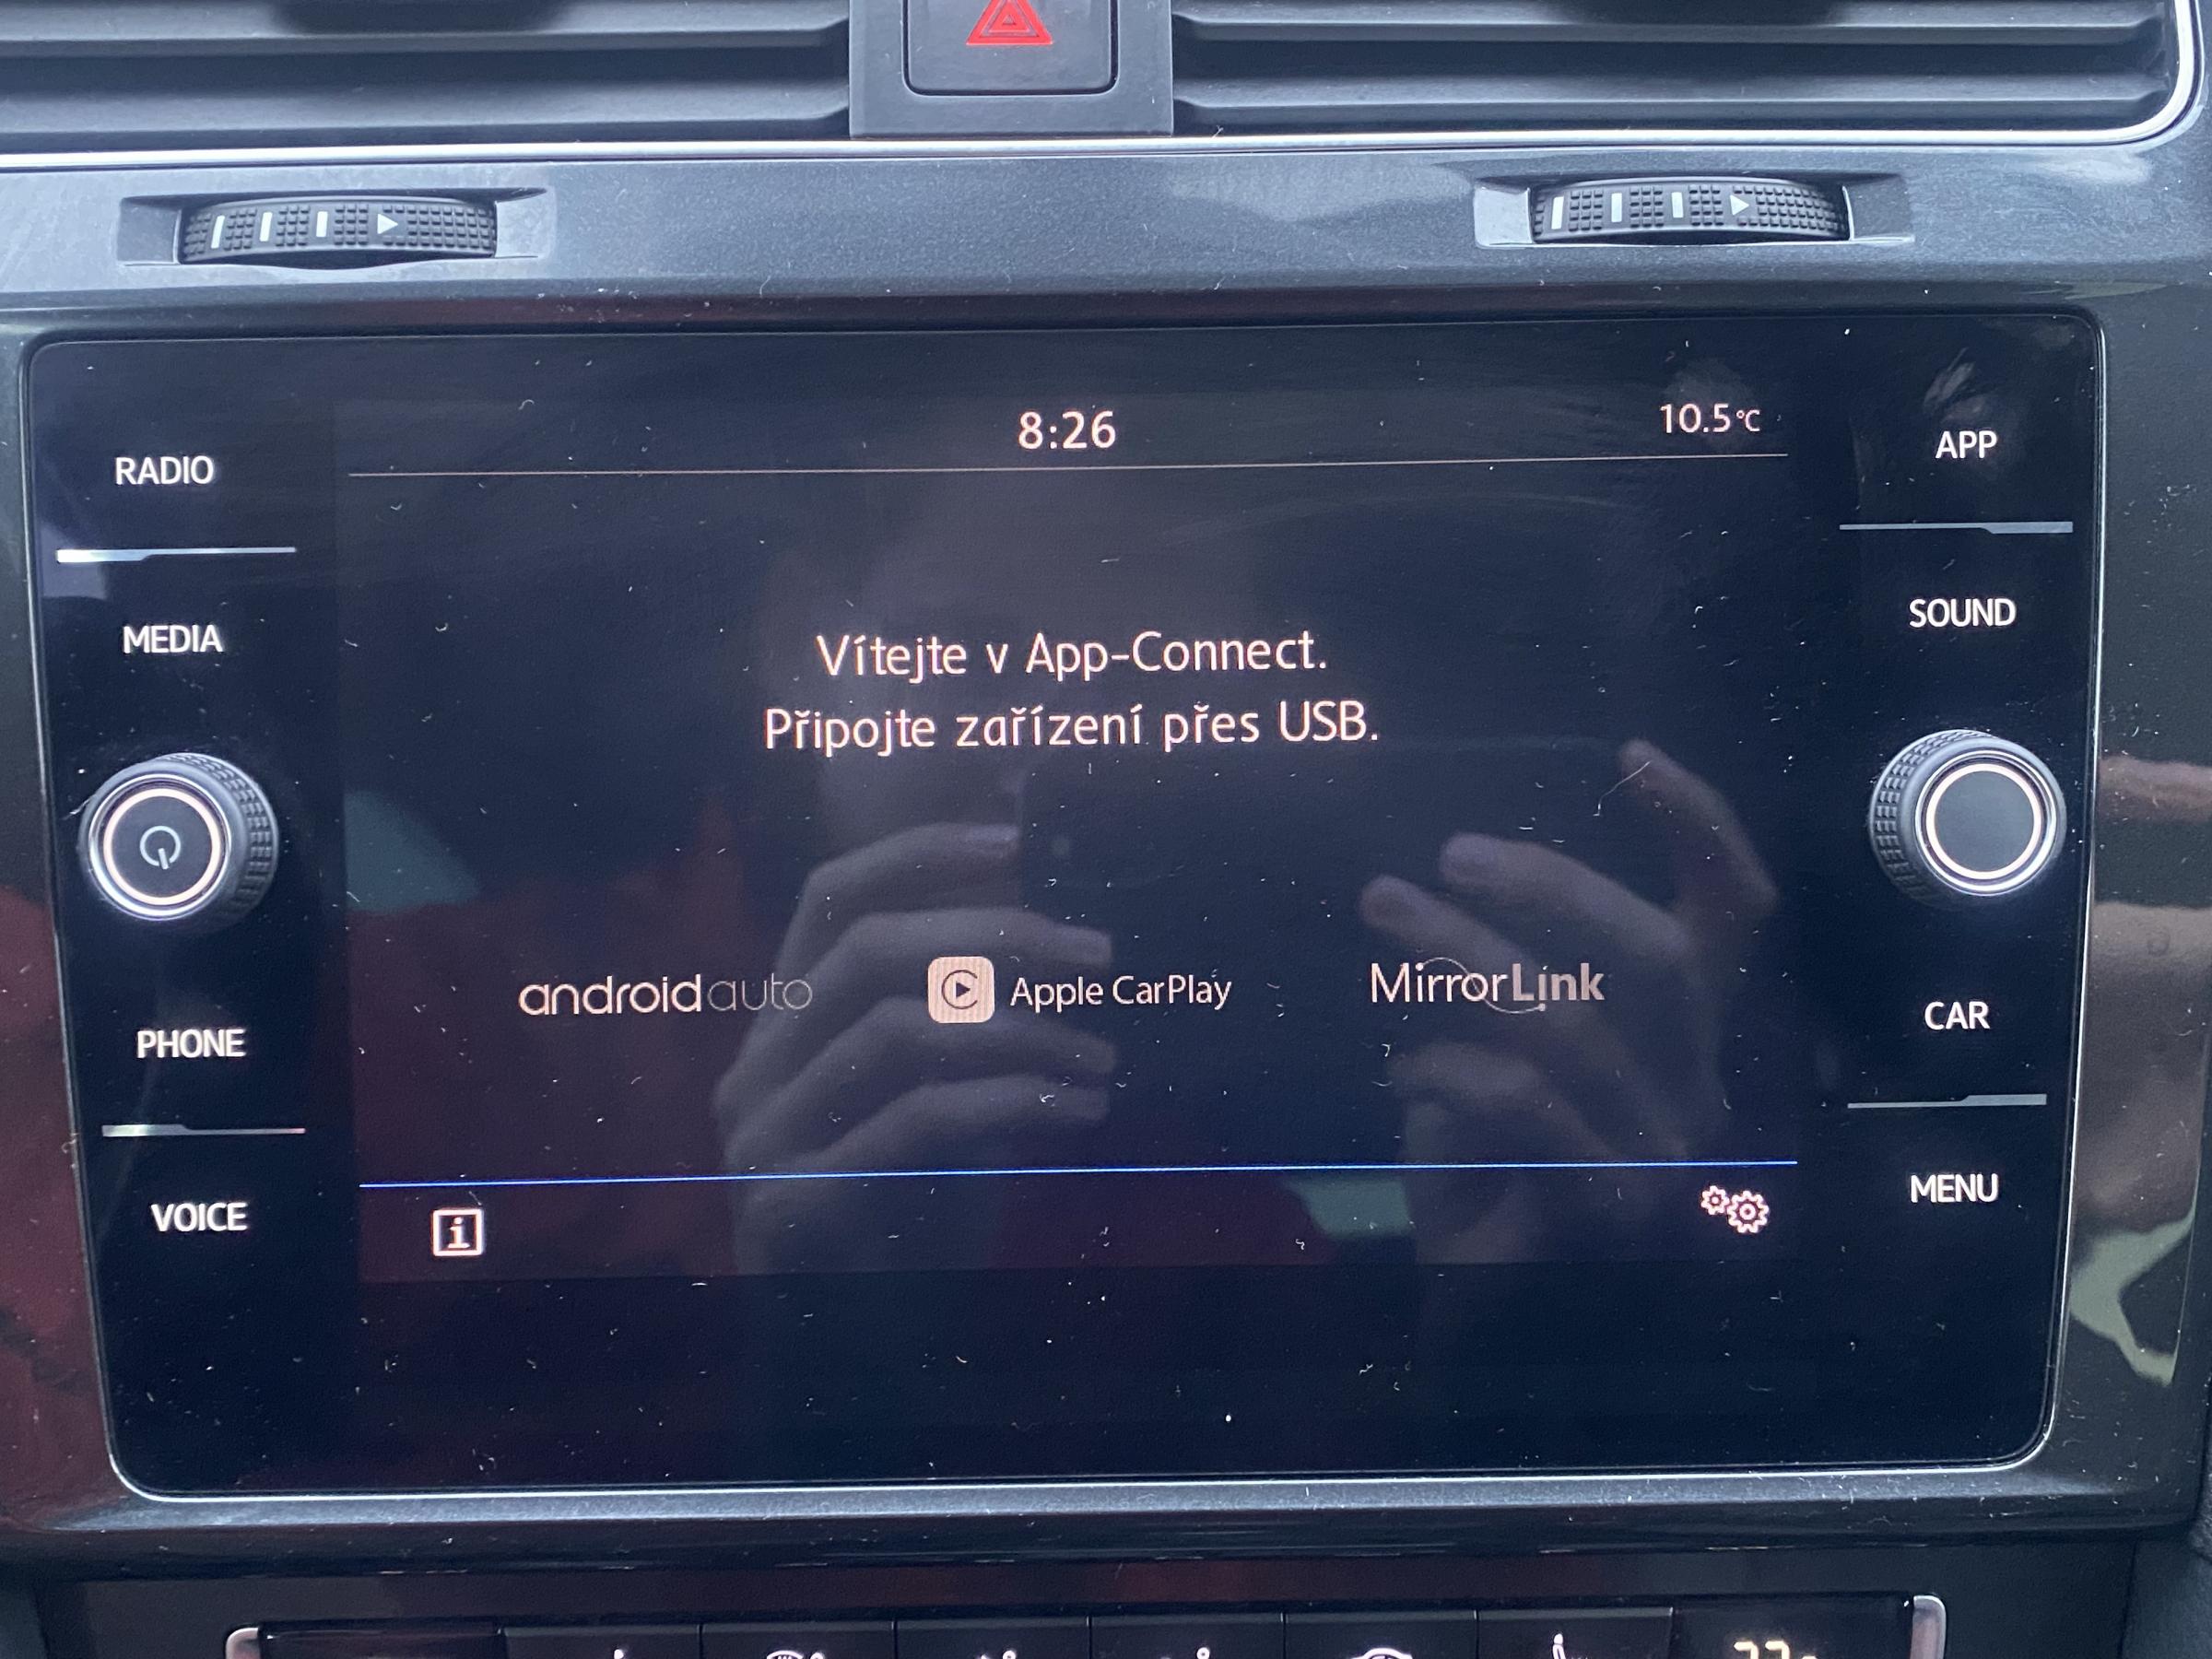 8:26
10.5°C
RADIO
APP
MEDIA
SOUND
Vítejte v App-Connect.
Připojte zařízení přes USB.
androidauto
Apple CarPlay
MirrorLink
PHONE
CAR
VOICE
MENU